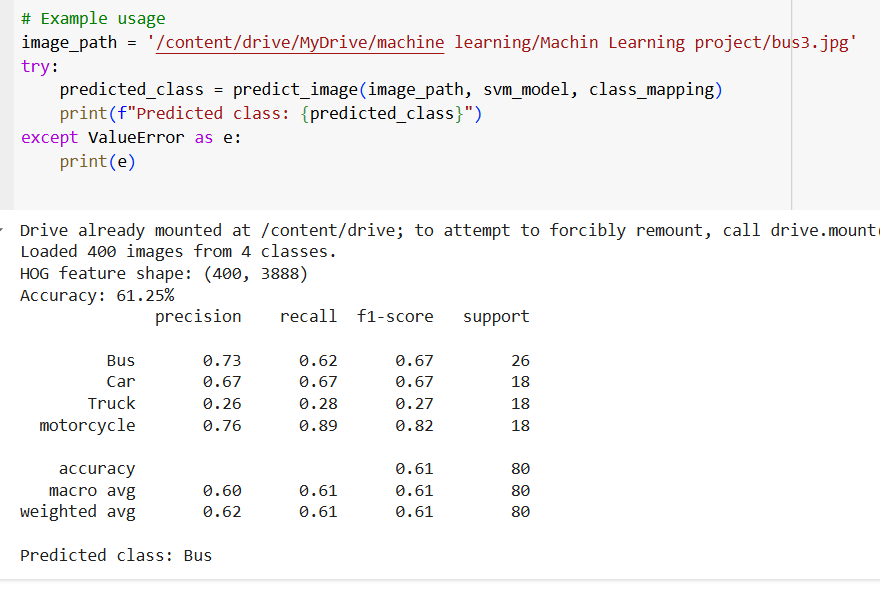 # Example usage
image_path = '/content/drive/MyDrive/machine learning/Machin Learning project/bus3.jpg'
try:
    predicted_class = predict_image(image_path, svm_model, class_mapping)
    print(f"Predicted class: {predicted_class}")
except ValueError as e:
    print(e)
Drive already mounted at /content/drive; to attempt to forcibly remount, call drive.mount(
Loaded 400 images from 4 classes.
HOG feature shape: (400, 3888)
Accuracy: 61.25%
              precision    recall  f1-score   support
         Bus       0.73      0.62      0.67        26
         Car       0.67      0.67      0.67        18
       Truck       0.26      0.28      0.27        18
  motorcycle       0.76      0.89      0.82        18
    accuracy                           0.61        80
   macro avg       0.60      0.61      0.61        80
weighted avg       0.62      0.61      0.61        80
Predicted class: Bus